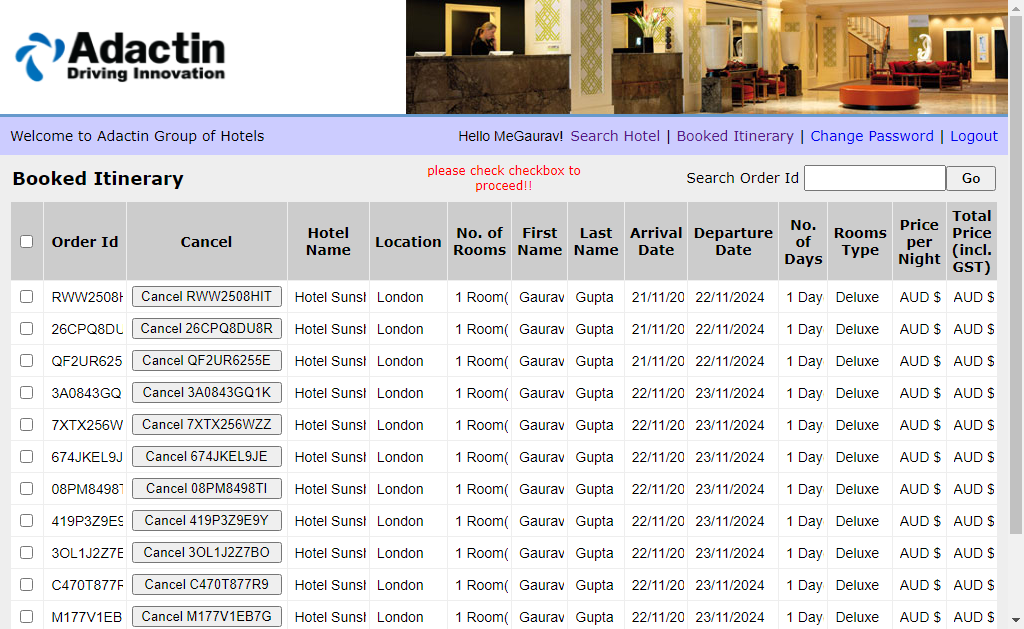 Adactin
Driving Innovation
Welcome to Adactin Group of Hotels
Hello MeGaurav! Search Hotel | Booked Itinerary | Change Password | Logout
Booked Itinerary
please check checkbox to
proceed!!
Search Order Id
Go
Order Id Cancel Hotel Name Location No. of Rooms First Name Last Name Arrival Date Departure Date No. of Days Rooms Type Price per Night Total Price (incl. GST)
RWW2508H Cancel RWW2508HIT Hotel Sunsh London 1 Room( Gaurav Gupta 21/11/20 22/11/2024 1 Day Deluxe AUD $ AUD $
26CPQ8DU Cancel 26CPQ8DU8R Hotel Sunsh London 1 Room( Gaurav Gupta 21/11/20 22/11/2024 1 Day Deluxe AUD $ AUD $
QF2UR625 Cancel QF2UR6255E Hotel Sunsh London 1 Room( Gaurav Gupta 21/11/20 22/11/2024 1 Day Deluxe AUD $ AUD $
3A0843GQ Cancel 3A0843GQ1K Hotel Sunsh London 1 Room( Gaurav Gupta 22/11/20 23/11/2024 1 Day Deluxe AUD $ AUD $
7XTX256W Cancel 7XTX256WZZ Hotel Sunsh London 1 Room( Gaurav Gupta 22/11/20 23/11/2024 1 Day Deluxe AUD $ AUD $
674JKEL9J Cancel 674JKEL9JE Hotel Sunsh London 1 Room( Gaurav Gupta 22/11/20 23/11/2024 1 Day Deluxe AUD $ AUD $
08PM8498T Cancel 08PM8498TI Hotel Sunsh London 1 Room( Gaurav Gupta 22/11/20 23/11/2024 1 Day Deluxe AUD $ AUD $
419P3Z9E9 Cancel 419P3Z9E9Y Hotel Sunsh London 1 Room( Gaurav Gupta 22/11/20 23/11/2024 1 Day Deluxe AUD $ AUD $
3OL1J2Z7B Cancel 3OL1J2Z7BO Hotel Sunsh London 1 Room( Gaurav Gupta 22/11/20 23/11/2024 1 Day Deluxe AUD $ AUD $
C470T877R Cancel C470T877R9 Hotel Sunsh London 1 Room( Gaurav Gupta 22/11/20 23/11/2024 1 Day Deluxe AUD $ AUD $
M177V1EB Cancel M177V1EB7G Hotel Sunsh London 1 Room( Gaurav Gupta 22/11/20 23/11/2024 1 Day Deluxe AUD $ AUD $